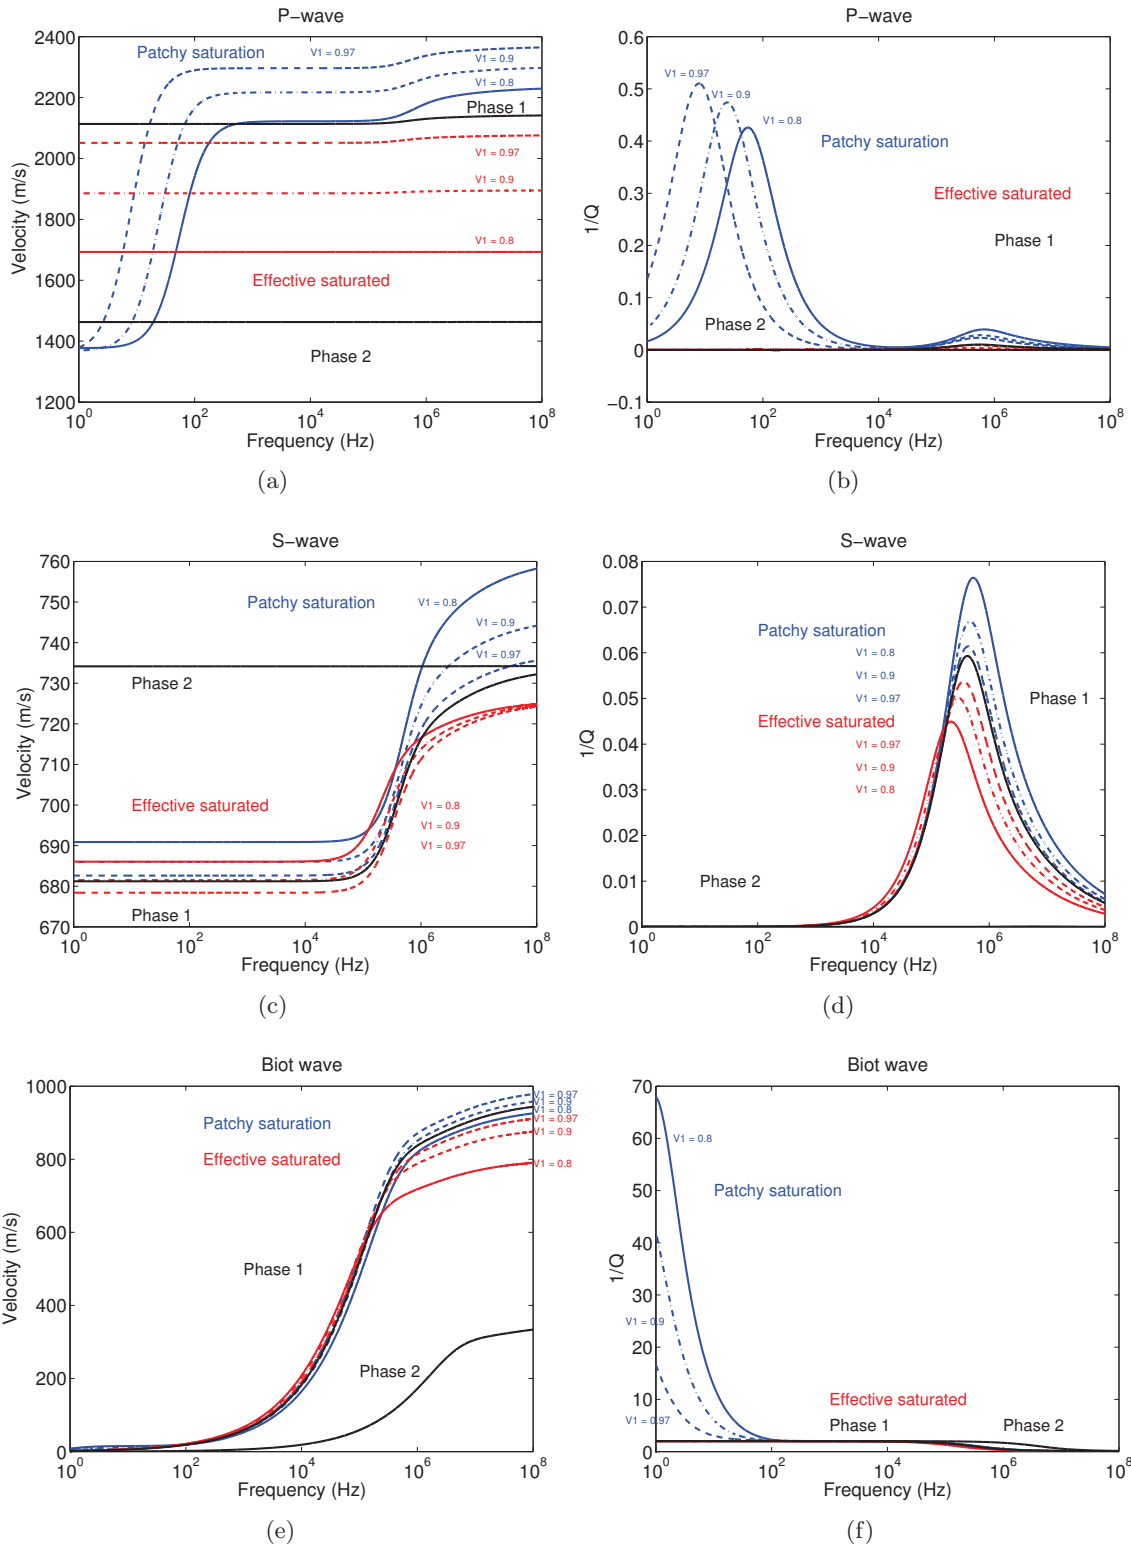 P−wave
2400
2200
2000
1800
1600
1400
1200
Velocity (m/s)
Patchy saturation
V1 = 0.97
V1 = 0.9
V1 = 0.8
Phase 1
V1 = 0.97
V1 = 0.9
V1 = 0.8
Effective saturated
Phase 2
10^0 10^2 10^4 10^6 10^8
Frequency (Hz)
(a)
P−wave
0.6
0.5
0.4
0.3
0.2
0.1
0
−0.1
1/Q
V1 = 0.97
V1 = 0.9
V1 = 0.8
Patchy saturation
Effective saturated
Phase 1
Phase 2
10^0 10^2 10^4 10^6 10^8
Frequency (Hz)
(b)
S−wave
760
750
740
730
720
710
700
690
680
670
Velocity (m/s)
Patchy saturation
V1 = 0.8
V1 = 0.9
V1 = 0.97
Phase 2
Effective saturated
V1 = 0.8
V1 = 0.9
V1 = 0.97
Phase 1
10^0 10^2 10^4 10^6 10^8
Frequency (Hz)
(c)
S−wave
0.08
0.07
0.06
0.05
0.04
0.03
0.02
0.01
0
1/Q
Patchy saturation
V1 = 0.8
V1 = 0.9
V1 = 0.97
Phase 1
Effective saturated
V1 = 0.97
V1 = 0.9
V1 = 0.8
Phase 2
10^0 10^2 10^4 10^6 10^8
Frequency (Hz)
(d)
Biot wave
1000
800
600
400
200
0
Velocity (m/s)
Patchy saturation
Effective saturated
V1 = 0.97
V1 = 0.9
V1 = 0.8
V1 = 0.97
V1 = 0.9
V1 = 0.8
Phase 1
Phase 2
10^0 10^2 10^4 10^6 10^8
Frequency (Hz)
(e)
Biot wave
70
60
50
40
30
20
10
0
1/Q
V1 = 0.8
Patchy saturation
V1 = 0.9
Effective saturated
V1 = 0.97
Phase 1
Phase 2
10^0 10^2 10^4 10^6 10^8
Frequency (Hz)
(f)